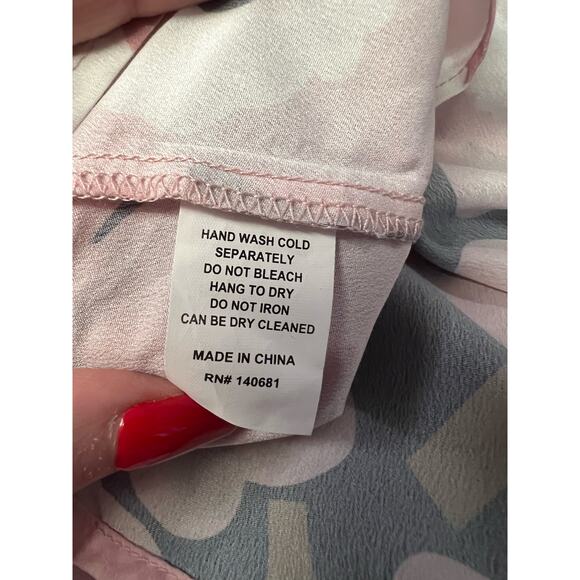 HAND WASH COLD
SEPARATELY
DO NOT BLEACH
HANG TO DRY
DO NOT IRON
CAN BE DRY CLEANED
MADE IN CHINA
RN# 140681